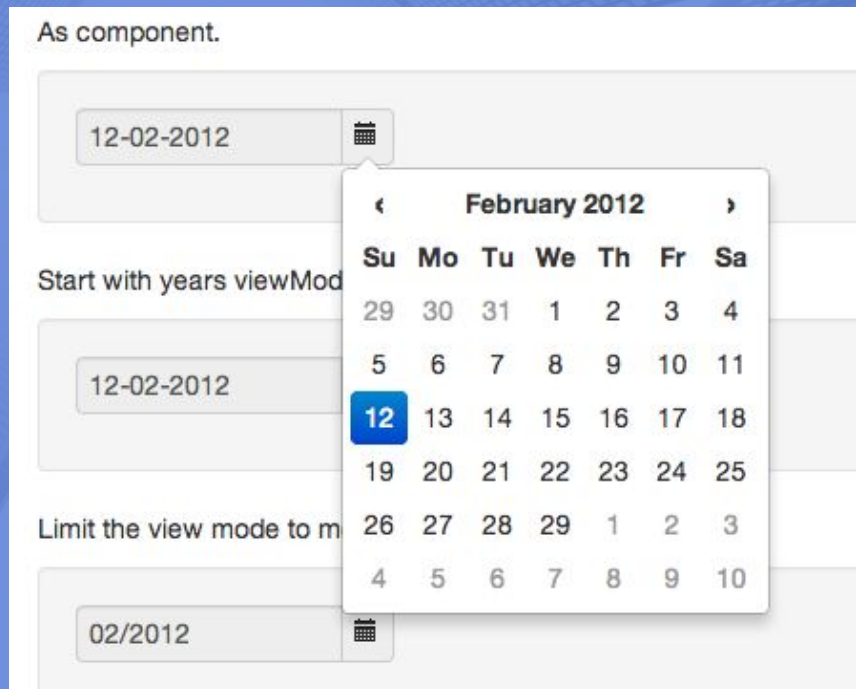 As component.
12-02-2012
‹ February 2012 ›
Su Mo Tu We Th Fr Sa
29 30 31 1 2 3 4
5 6 7 8 9 10 11
12 13 14 15 16 17 18
19 20 21 22 23 24 25
26 27 28 29 1 2 3
4 5 6 7 8 9 10
Start with years viewMod
12-02-2012
Limit the view mode to m
02/2012